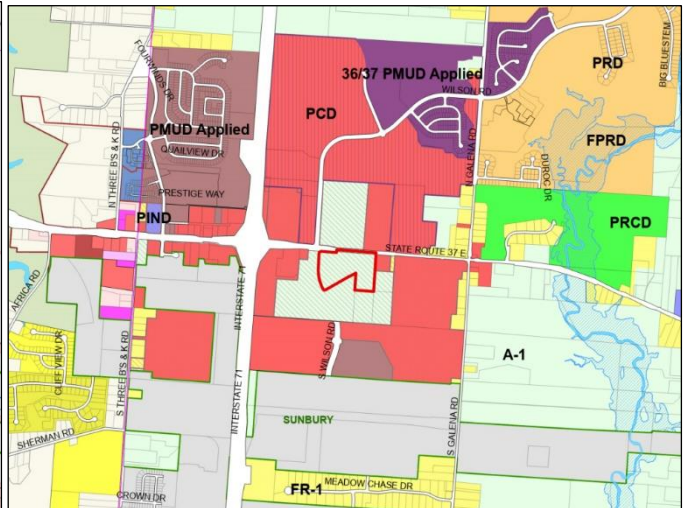 FOURWINDS DR
36/37 PMUD Applied
WILSON RD
PRD
BIG BLUESTEM
PCD
PMUD Applied
QUAILVIEW DR
N THREE B'S & K RD
N GALENA RD
FPRD
DUROC DR
PRESTIGE WAY
PIND
PRCD
STATE ROUTE 37 E
AFRICA RD
INTERSTATE 71
CLIFF VIEW DR
S THREE B'S & K RD
INTERSTATE 71
S WILSON RD
A-1
SUNBURY
S GALENA RD
SHERMAN RD
CROWN DR
FR-1
MEADOW CHASE DR